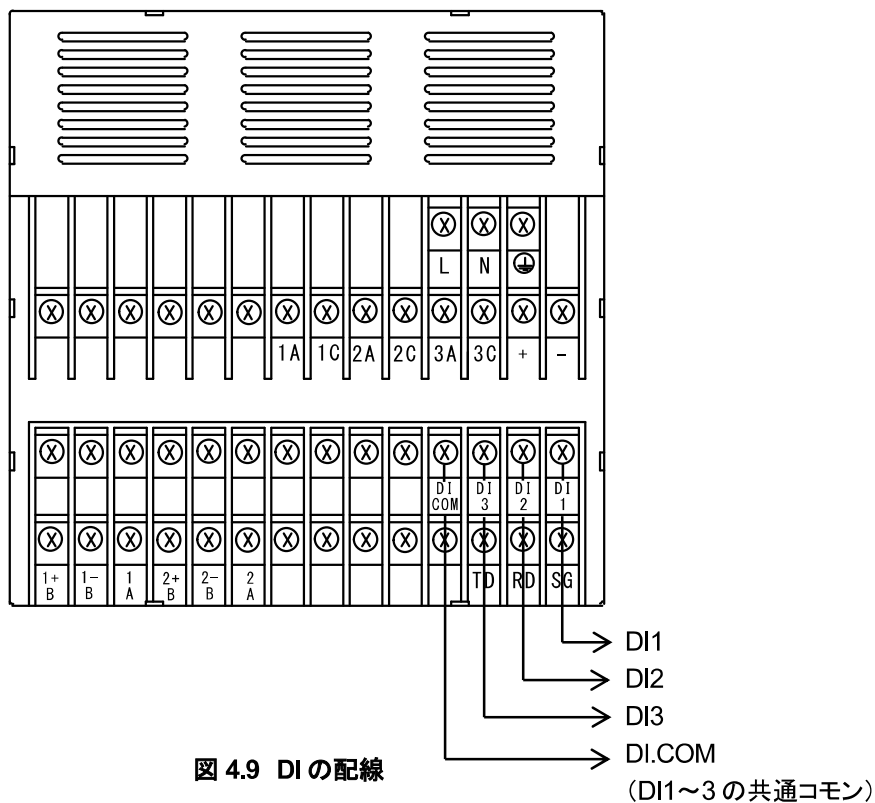 L N
1A 1C 2A 2C 3A 3C + -
DI COM
DI 3
DI 2
DI 1
1+ B
1- B
1 A
2+ B
2- B
2 A
TD RD SG
DI1
DI2
DI3
DI.COM
(DI1～3の共通コモン)
図 4.9 DIの配線